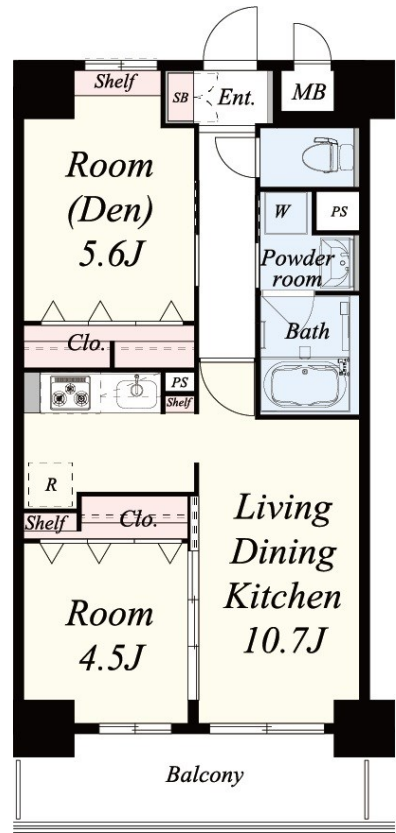 Shelf
SB
Ent.
MB
Room
(Den)
5.6J
W
PS
Powder
room
Clo.
Bath
PS
Shelf
R
Shelf
Clo.
Living
Dining
Kitchen
10.7J
Room
4.5J
Balcony